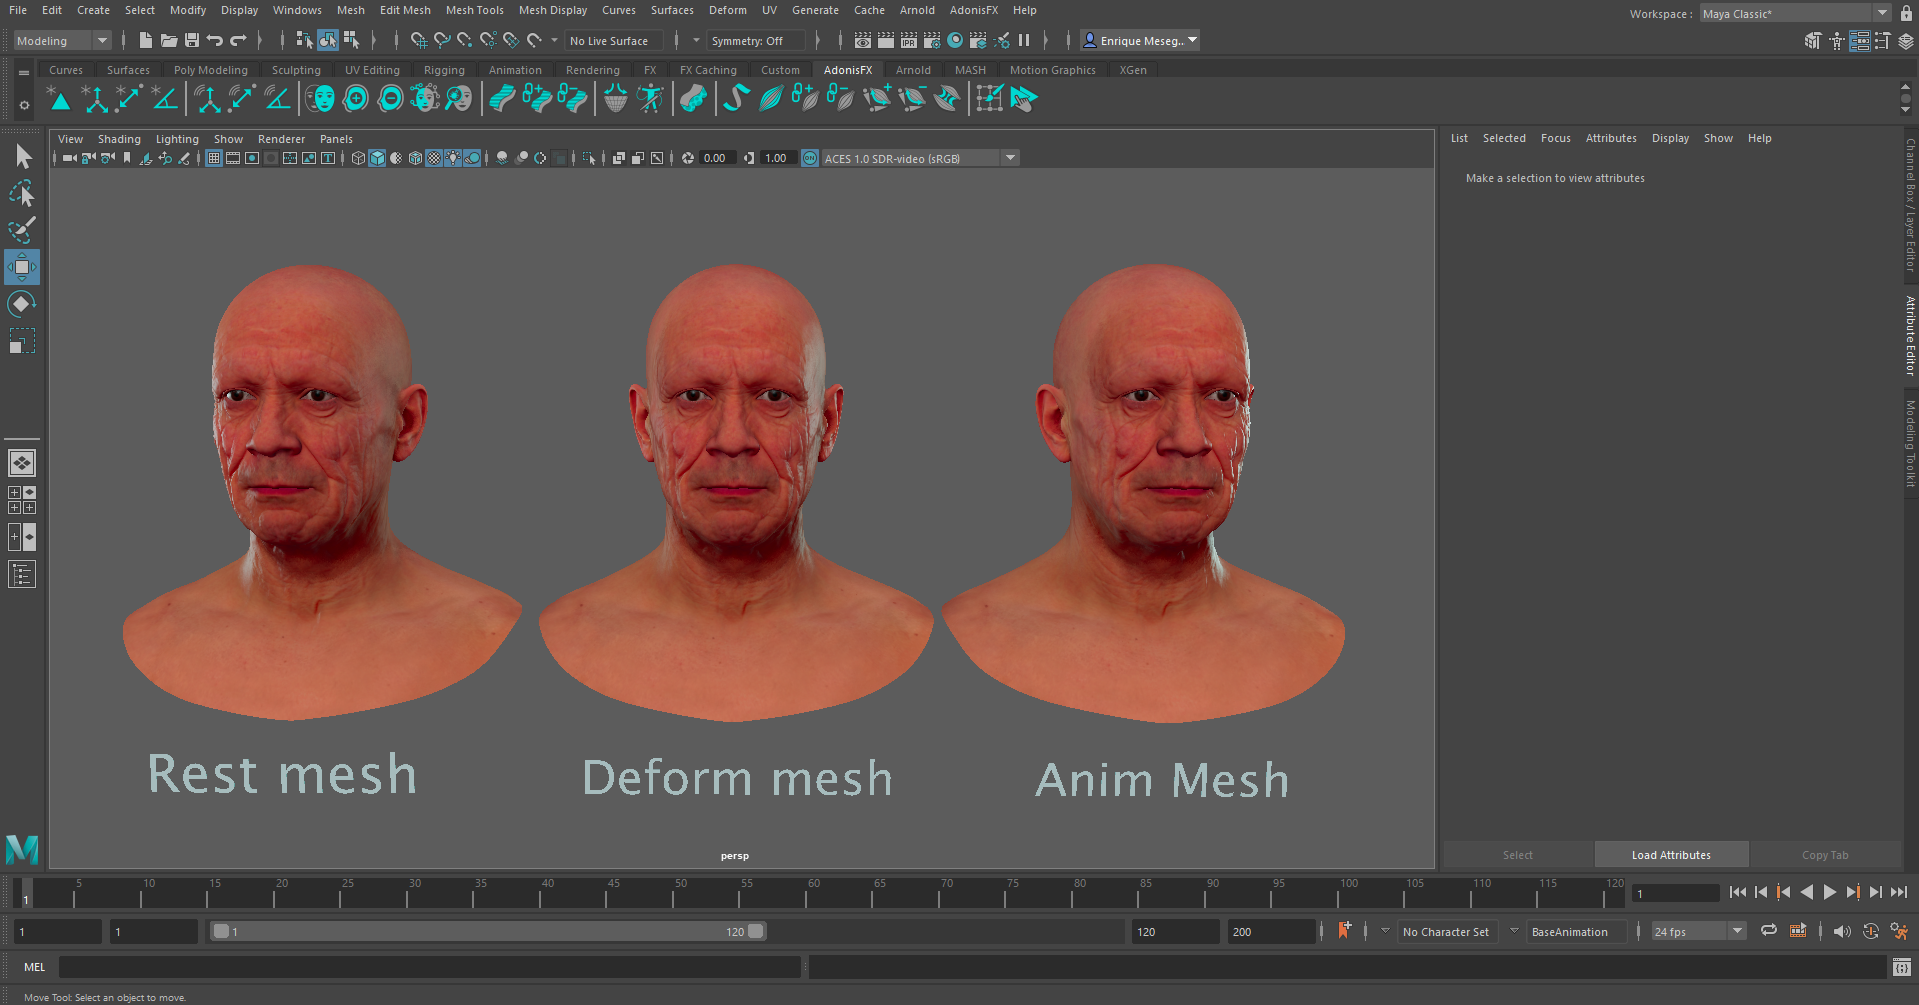 File Edit Create Select Modify Display Windows Mesh Edit Mesh Mesh Tools Mesh Display Curves Surfaces Deform UV Generate Cache Arnold AdonisFX Help
Workspace : Maya Classic*
Modeling
No Live Surface
Symmetry: Off
IPR
Enrique Meseg..
Curves Surfaces Poly Modeling Sculpting UV Editing Rigging Animation Rendering FX FX Caching Custom AdonisFX Arnold MASH Motion Graphics XGen
View Shading Lighting Show Renderer Panels
0.00
1.00
ON
ACES 1.0 SDR-video (sRGB)
List Selected Focus Attributes Display Show Help
Make a selection to view attributes
Channel Box / Layer Editor
Attribute Editor
Modeling Toolkit
Rest mesh
Deform mesh
Anim Mesh
persp
M
Select
Load Attributes
Copy Tab
1 5 10 15 20 25 30 35 40 45 50 55 60 65 70 75 80 85 90 95 100 105 110 115 120
1
1
1
1 120
120
200
No Character Set
BaseAnimation
24 fps
MEL
Move Tool: Select an object to move.